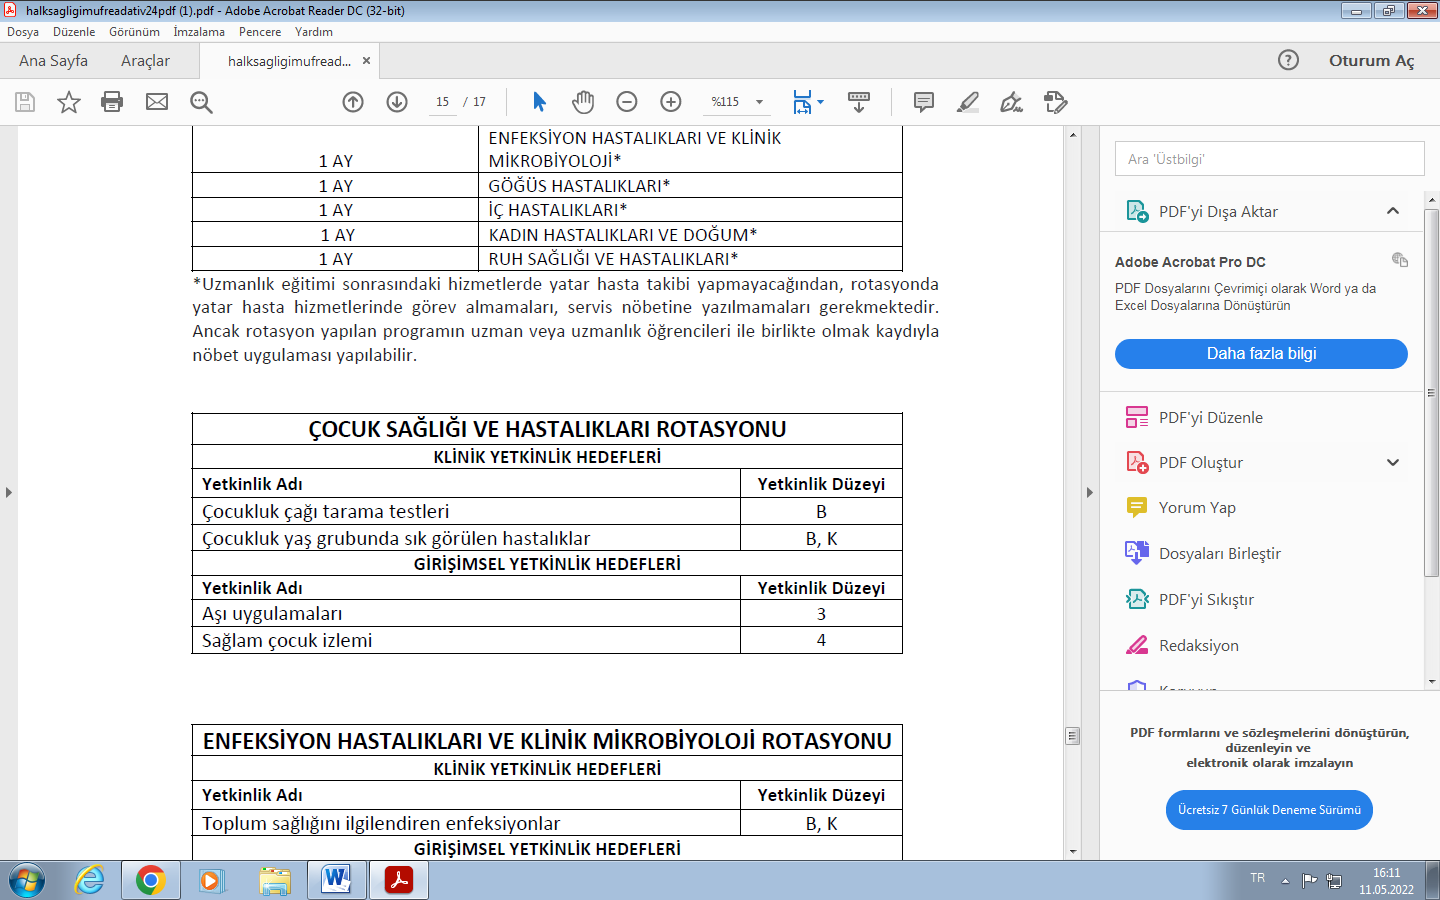 halksagligimufreadativ24pdf (1).pdf - Adobe Acrobat Reader DC (32-bit)
Dosya Düzenle Görünüm İmzalama Pencere Yardım
Ana Sayfa Araçlar halksagligimufread... × Oturum Aç
15 / 17 %115
ENFEKSİYON HASTALIKLARI VE KLİNİK
1 AY MİKROBİYOLOJİ*
1 AY GÖĞÜS HASTALIKLARI*
1 AY İÇ HASTALIKLARI*
1 AY KADIN HASTALIKLARI VE DOĞUM*
1 AY RUH SAĞLIĞI VE HASTALIKLARI*
*Uzmanlık eğitimi sonrasındaki hizmetlerde yatar hasta takibi yapmayacağından, rotasyonda
yatar hasta hizmetlerinde görev almamaları, servis nöbetine yazılmamaları gerekmektedir.
Ancak rotasyon yapılan programın uzman veya uzmanlık öğrencileri ile birlikte olmak kaydıyla
nöbet uygulaması yapılabilir.
ÇOCUK SAĞLIĞI VE HASTALIKLARI ROTASYONU
KLİNİK YETKİNLİK HEDEFLERİ
Yetkinlik Adı Yetkinlik Düzeyi
Çocukluk çağı tarama testleri B
Çocukluk yaş grubunda sık görülen hastalıklar B, K
GİRİŞİMSEL YETKİNLİK HEDEFLERİ
Yetkinlik Adı Yetkinlik Düzeyi
Aşı uygulamaları 3
Sağlam çocuk izlemi 4
ENFEKSİYON HASTALIKLARI VE KLİNİK MİKROBİYOLOJİ ROTASYONU
KLİNİK YETKİNLİK HEDEFLERİ
Yetkinlik Adı Yetkinlik Düzeyi
Toplum sağlığını ilgilendiren enfeksiyonlar B, K
GİRİŞİMSEL YETKİNLİK HEDEFLERİ
Ara 'Üstbilgi'
PDF'yi Dışa Aktar
Adobe Acrobat Pro DC
PDF Dosyalarını Çevrimiçi olarak Word ya da
Excel Dosyalarına Dönüştürün
Daha fazla bilgi
PDF'yi Düzenle
PDF Oluştur
Yorum Yap
Dosyaları Birleştir
PDF'yi Sıkıştır
Redaksiyon
PDF formlarını ve sözleşmelerini dönüştürün,
düzenleyin ve
elektronik olarak imzalayın
Ücretsiz 7 Günlük Deneme Sürümü
TR 16:11
11.05.2022